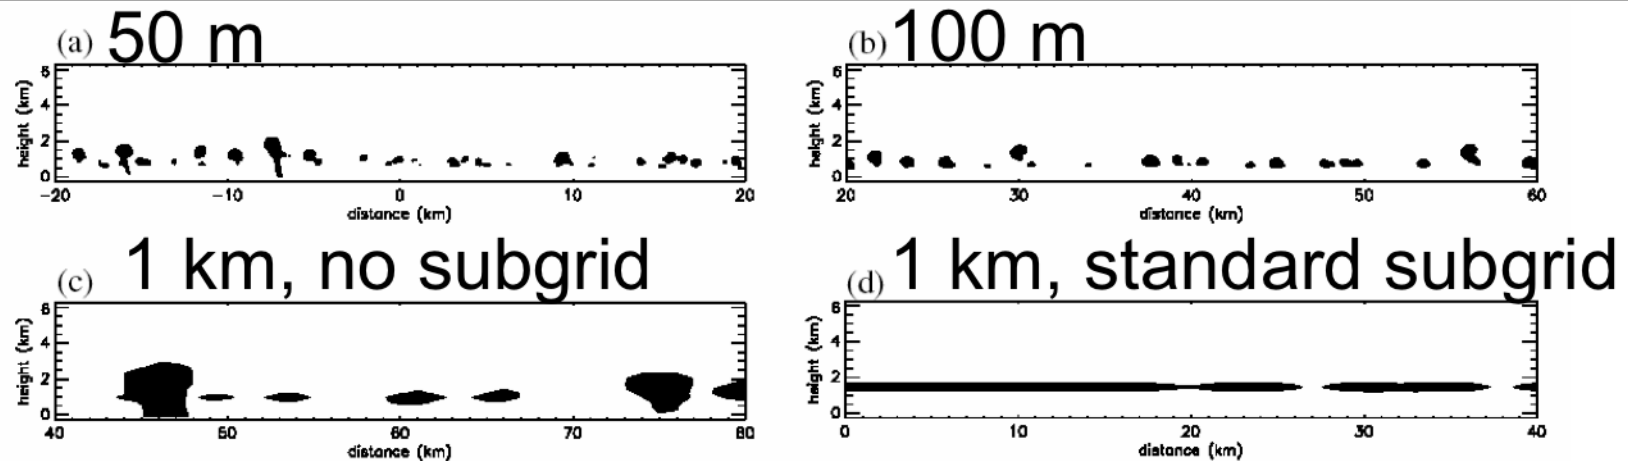 (a) 50 m
height (km)
6
4
2
0
-20 -10 0 10 20
distance (km)
(b) 100 m
height (km)
6
4
2
0
20 30 40 50 60
distance (km)
(c) 1 km, no subgrid
height (km)
6
4
2
0
40 50 60 70 80
distance (km)
(d) 1 km, standard subgrid
height (km)
6
4
2
0
0 10 20 30 40
distance (km)